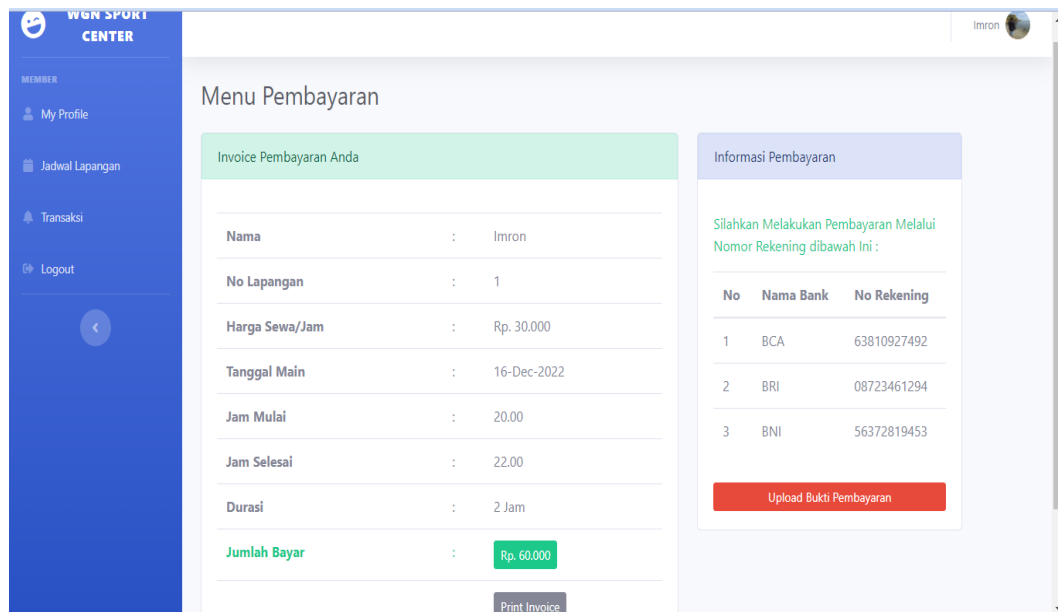 WGN SPORT
CENTER
Imron
MEMBER
My Profile
Jadwal Lapangan
Transaksi
Logout
Menu Pembayaran
Invoice Pembayaran Anda
Nama : Imron
No Lapangan : 1
Harga Sewa/Jam : Rp. 30.000
Tanggal Main : 16-Dec-2022
Jam Mulai : 20.00
Jam Selesai : 22.00
Durasi : 2 Jam
Jumlah Bayar : Rp. 60.000
Print Invoice
Informasi Pembayaran
Silahkan Melakukan Pembayaran Melalui
Nomor Rekening dibawah Ini :
No Nama Bank No Rekening
1 BCA 63810927492
2 BRI 08723461294
3 BNI 56372819453
Upload Bukti Pembayaran